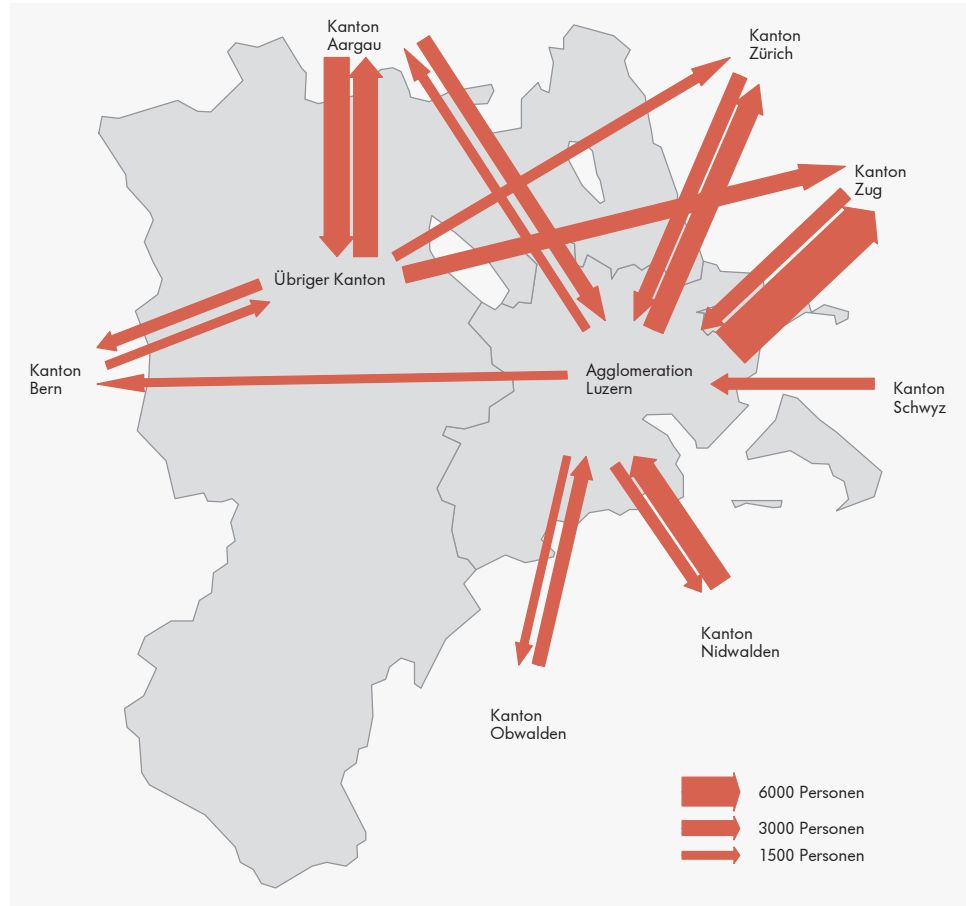 Kanton
Aargau
Kanton
Zürich
Kanton
Zug
Übriger Kanton
Kanton
Bern
Agglomeration
Luzern
Kanton
Schwyz
Kanton
Nidwalden
Kanton
Obwalden
6000 Personen
3000 Personen
1500 Personen